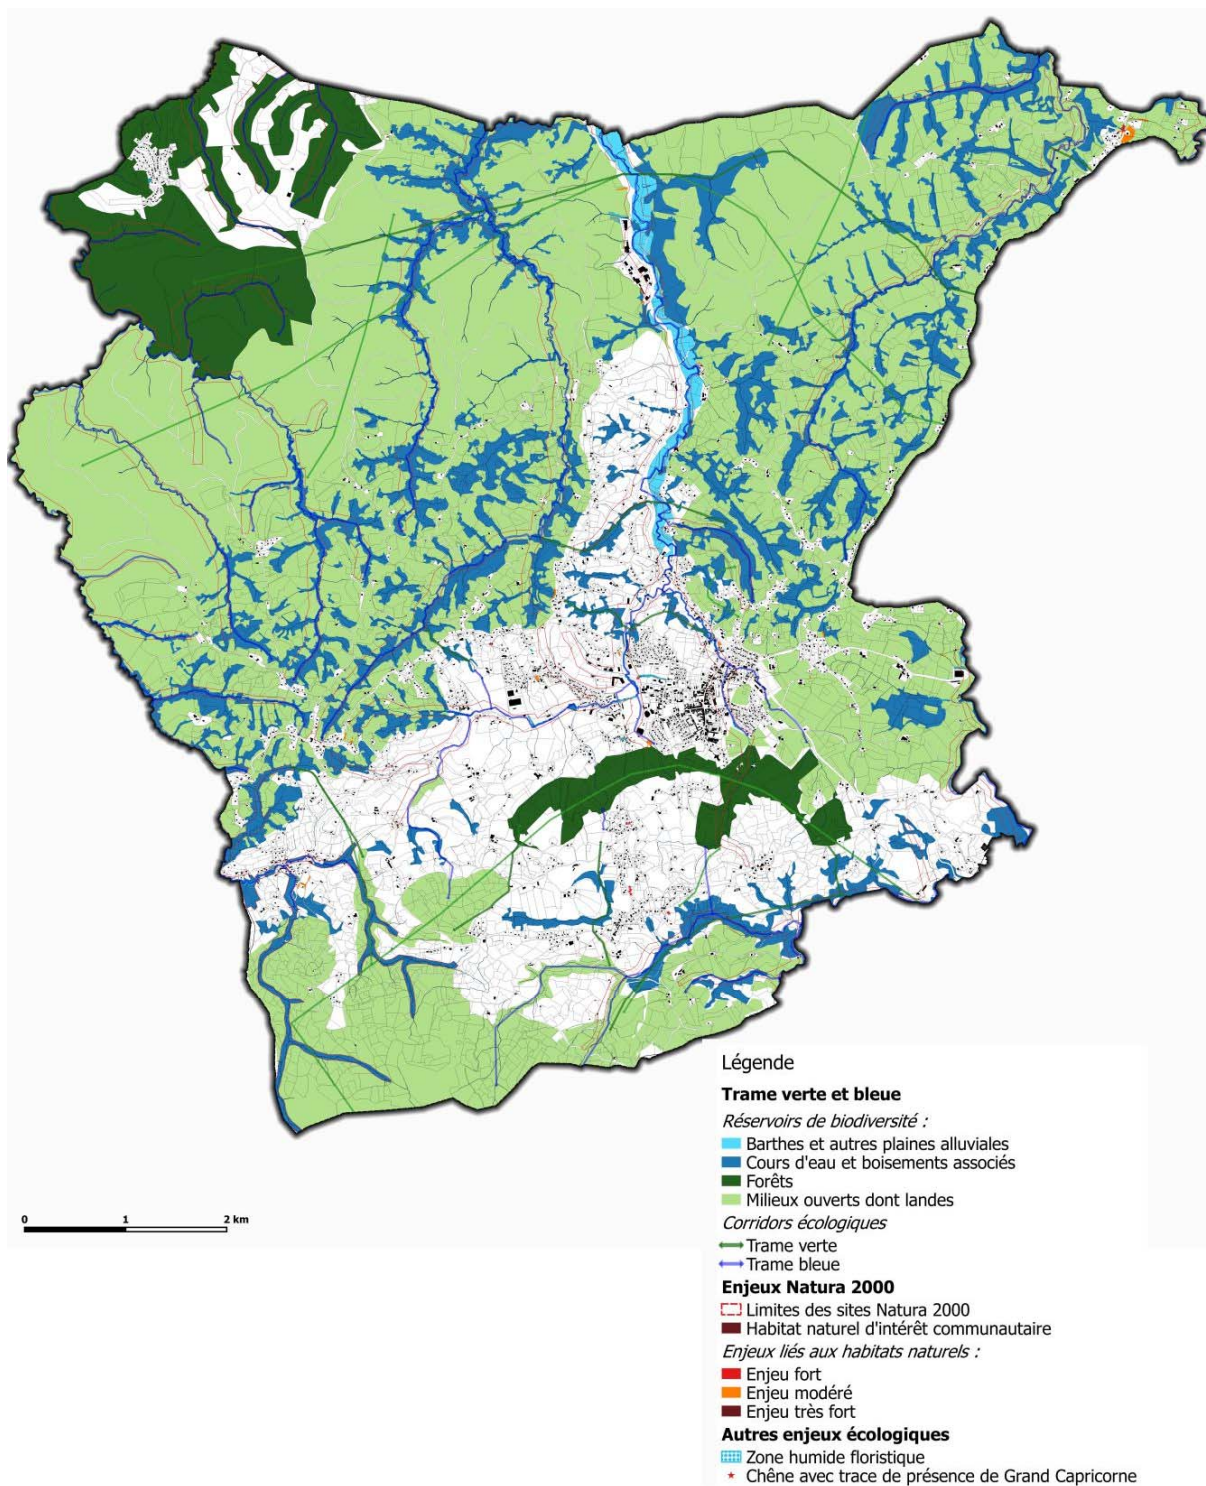 Légende
Trame verte et bleue
Réservoirs de biodiversité :
Barthes et autres plaines alluviales
Cours d'eau et boisements associés
Forêts
Milieux ouverts dont landes
Corridors écologiques
Trame verte
Trame bleue
Enjeux Natura 2000
Limites des sites Natura 2000
Habitat naturel d'intérêt communautaire
Enjeux liés aux habitats naturels :
Enjeu fort
Enjeu modéré
Enjeu très fort
Autres enjeux écologiques
Zone humide floristique
Chêne avec trace de présence de Grand Capricorne
0 1 2 km